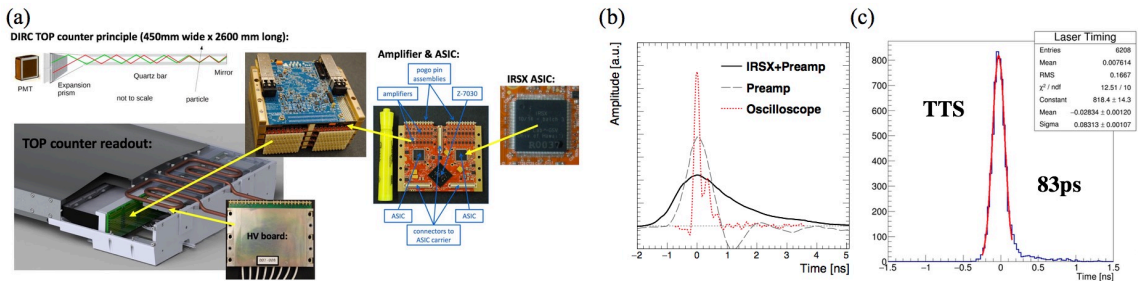 (a)
DIRC TOP counter principle (450mm wide x 2600 mm long):
PMT
Expansion
prism
Quartz bar
not to scale
Mirror
particle
TOP counter readout:
HV board:
Amplifier & ASIC:
pogo pin
assemblies
amplifiers
Z-7030
IRSX ASIC:
ASIC
ASIC
connectors to
ASIC carrier
(b)
Amplitude [a.u.]
IRSX+Preamp
Preamp
Oscilloscope
−2 −1 0 1 2 3 4 5
Time [ns]
(c)
Laser Timing
Entries 6208
Mean 0.007614
RMS 0.1667
χ² / ndf 12.51 / 10
Constant 818.4 ± 14.3
Mean -0.02834 ± 0.00120
Sigma 0.08313 ± 0.00107
TTS
83ps
800
700
600
500
400
300
200
100
0
−1.5 −1 −0.5 0 0.5 1 1.5
Time [ns]